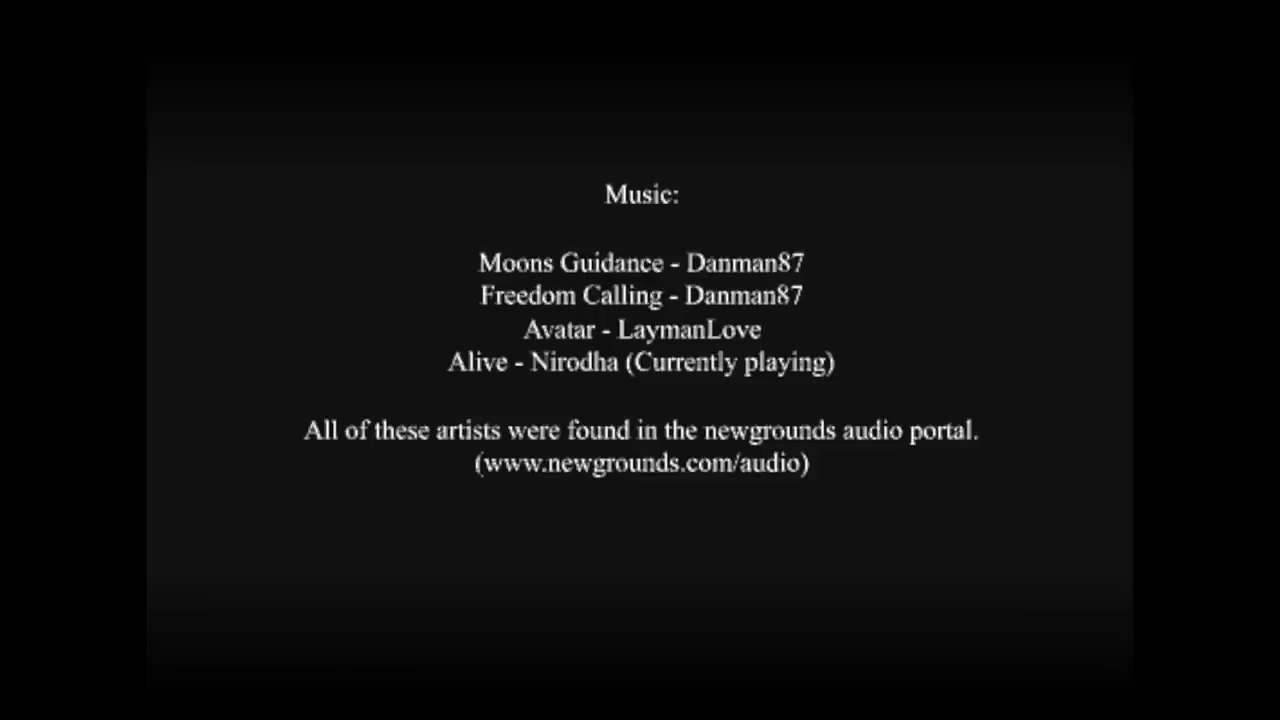 Music:
Moons Guidance - Danman87
Freedom Calling - Danman87
Avatar - LaymanLove
Alive - Nirodha (Currently playing)
All of these artists were found in the newgrounds audio portal.
(www.newgrounds.com/audio)